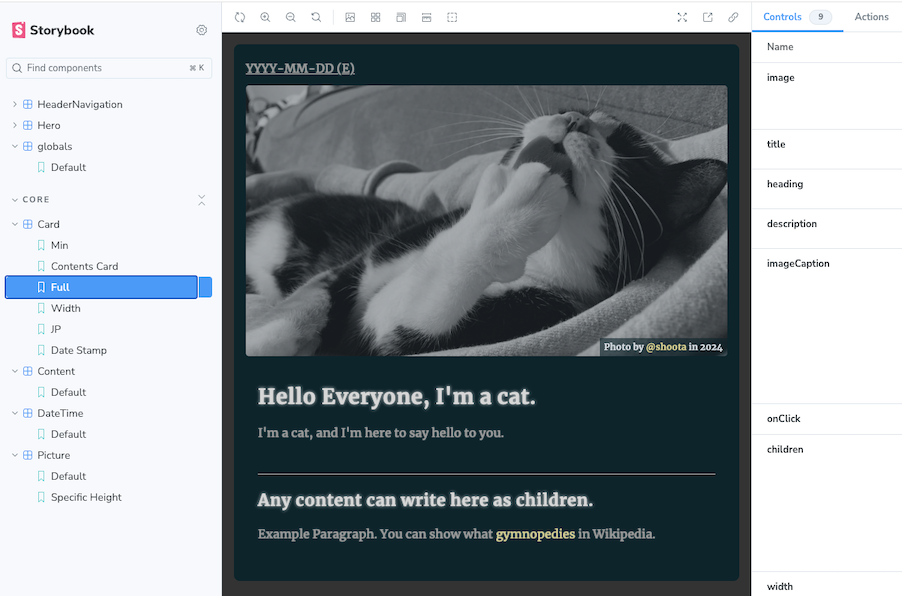 Storybook
Find components
⌘ K
HeaderNavigation
Hero
globals
Default
CORE
Card
Min
Contents Card
Full
Width
JP
Date Stamp
Content
Default
DateTime
Default
Picture
Default
Specific Height
YYYY-MM-DD (E)
Photo by @shoota in 2024
Hello Everyone, I'm a cat.
I'm a cat, and I'm here to say hello to you.
Any content can write here as children.
Example Paragraph. You can show what gymnopedies in Wikipedia.
Controls 9 Actions
Name
image
title
heading
description
imageCaption
onClick
children
width